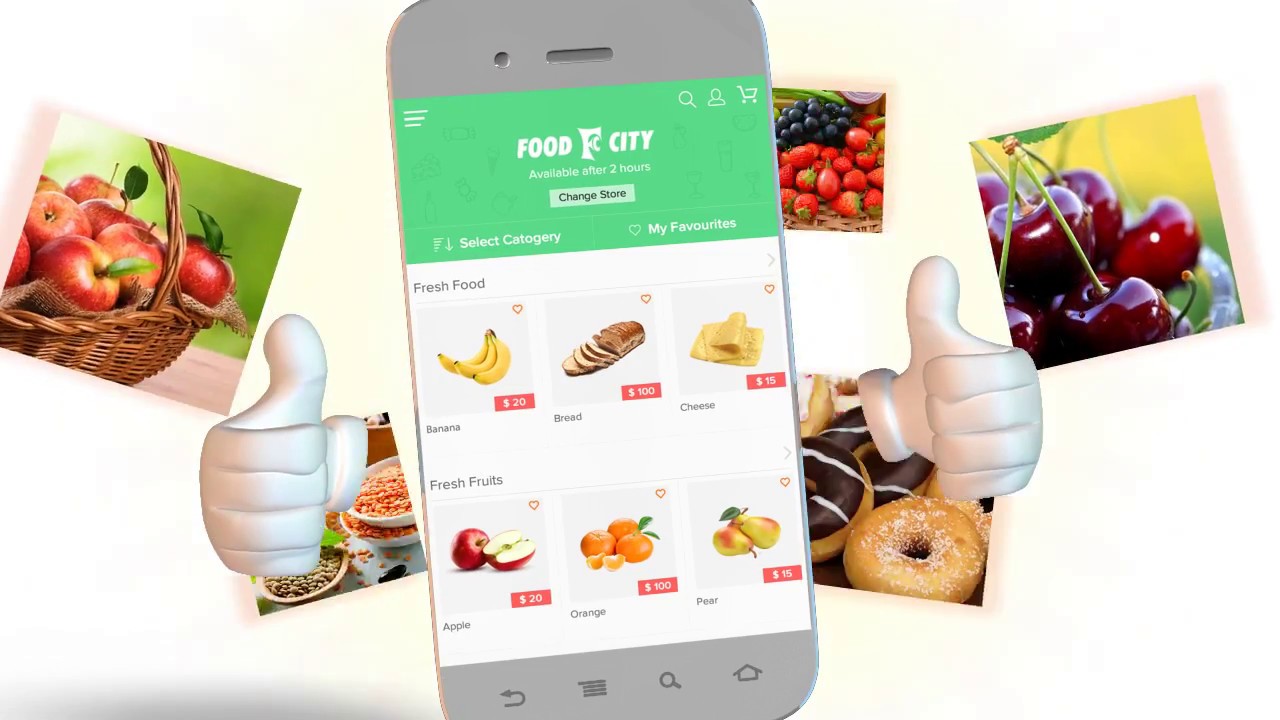 FOOD FC CITY
Available after 2 hours
Change Store
Select Catogery
My Favourites
Fresh Food
$ 20
$ 100
$ 15
Banana
Bread
Cheese
Fresh Fruits
$ 20
$ 100
$ 15
Apple
Orange
Pear